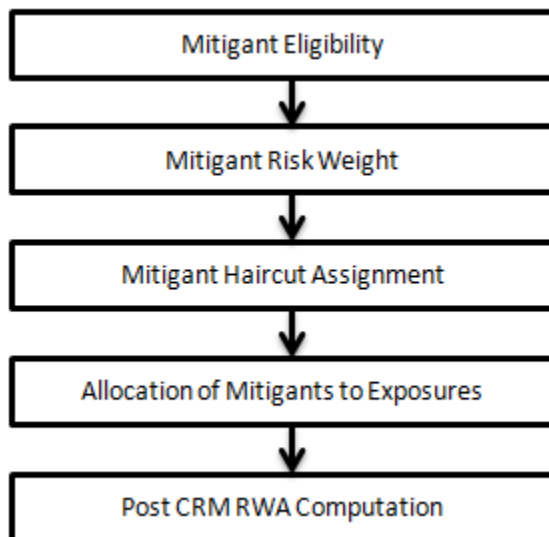 Mitigant Eligibility
Mitigant Risk Weight
Mitigant Haircut Assignment
Allocation of Mitigants to Exposures
Post CRM RWA Computation